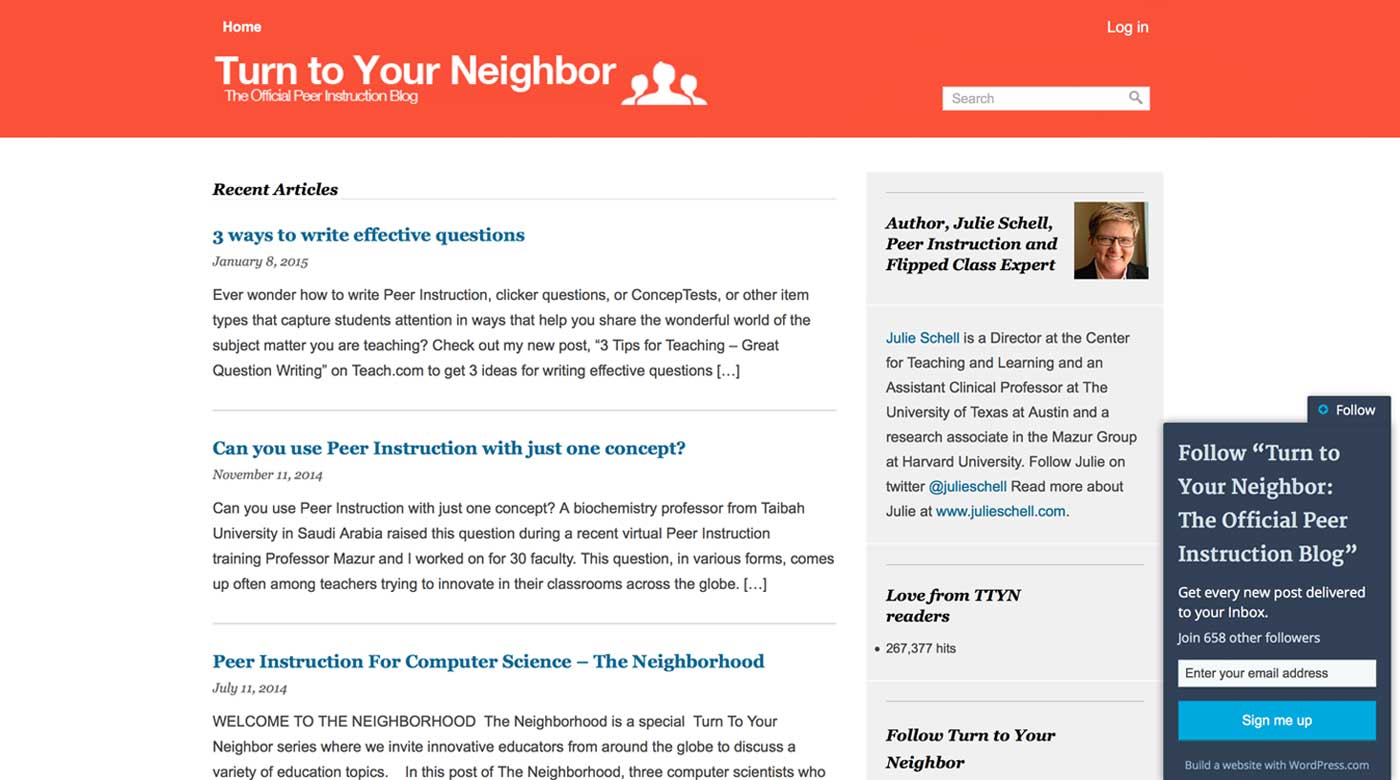 Home
Log in
Turn to Your Neighbor
The Official Peer Instruction Blog
Search
Recent Articles
3 ways to write effective questions
January 8, 2015
Ever wonder how to write Peer Instruction, clicker questions, or ConcepTests, or other item
types that capture students attention in ways that help you share the wonderful world of the
subject matter you are teaching? Check out my new post, “3 Tips for Teaching – Great
Question Writing” on Teach.com to get 3 ideas for writing effective questions […]
Can you use Peer Instruction with just one concept?
November 11, 2014
Can you use Peer Instruction with just one concept? A biochemistry professor from Taibah
University in Saudi Arabia raised this question during a recent virtual Peer Instruction
training Professor Mazur and I worked on for 30 faculty. This question, in various forms, comes
up often among teachers trying to innovate in their classrooms across the globe. […]
Peer Instruction For Computer Science – The Neighborhood
July 11, 2014
WELCOME TO THE NEIGHBORHOOD  The Neighborhood is a special  Turn To Your
Neighbor series where we invite innovative educators from around the globe to discuss a
variety of education topics.    In this post of The Neighborhood, three computer scientists who
Author, Julie Schell,
Peer Instruction and
Flipped Class Expert
Julie Schell is a Director at the Center
for Teaching and Learning and an
Assistant Clinical Professor at The
University of Texas at Austin and a
research associate in the Mazur Group
at Harvard University. Follow Julie on
twitter @julieschell Read more about
Julie at www.julieschell.com.
Love from TTYN
readers
• 267,377 hits
Follow Turn to Your
Neighbor
Follow
Follow “Turn to
Your Neighbor:
The Official Peer
Instruction Blog”
Get every new post delivered
to your Inbox.
Join 658 other followers
Enter your email address
Sign me up
Build a website with WordPress.com